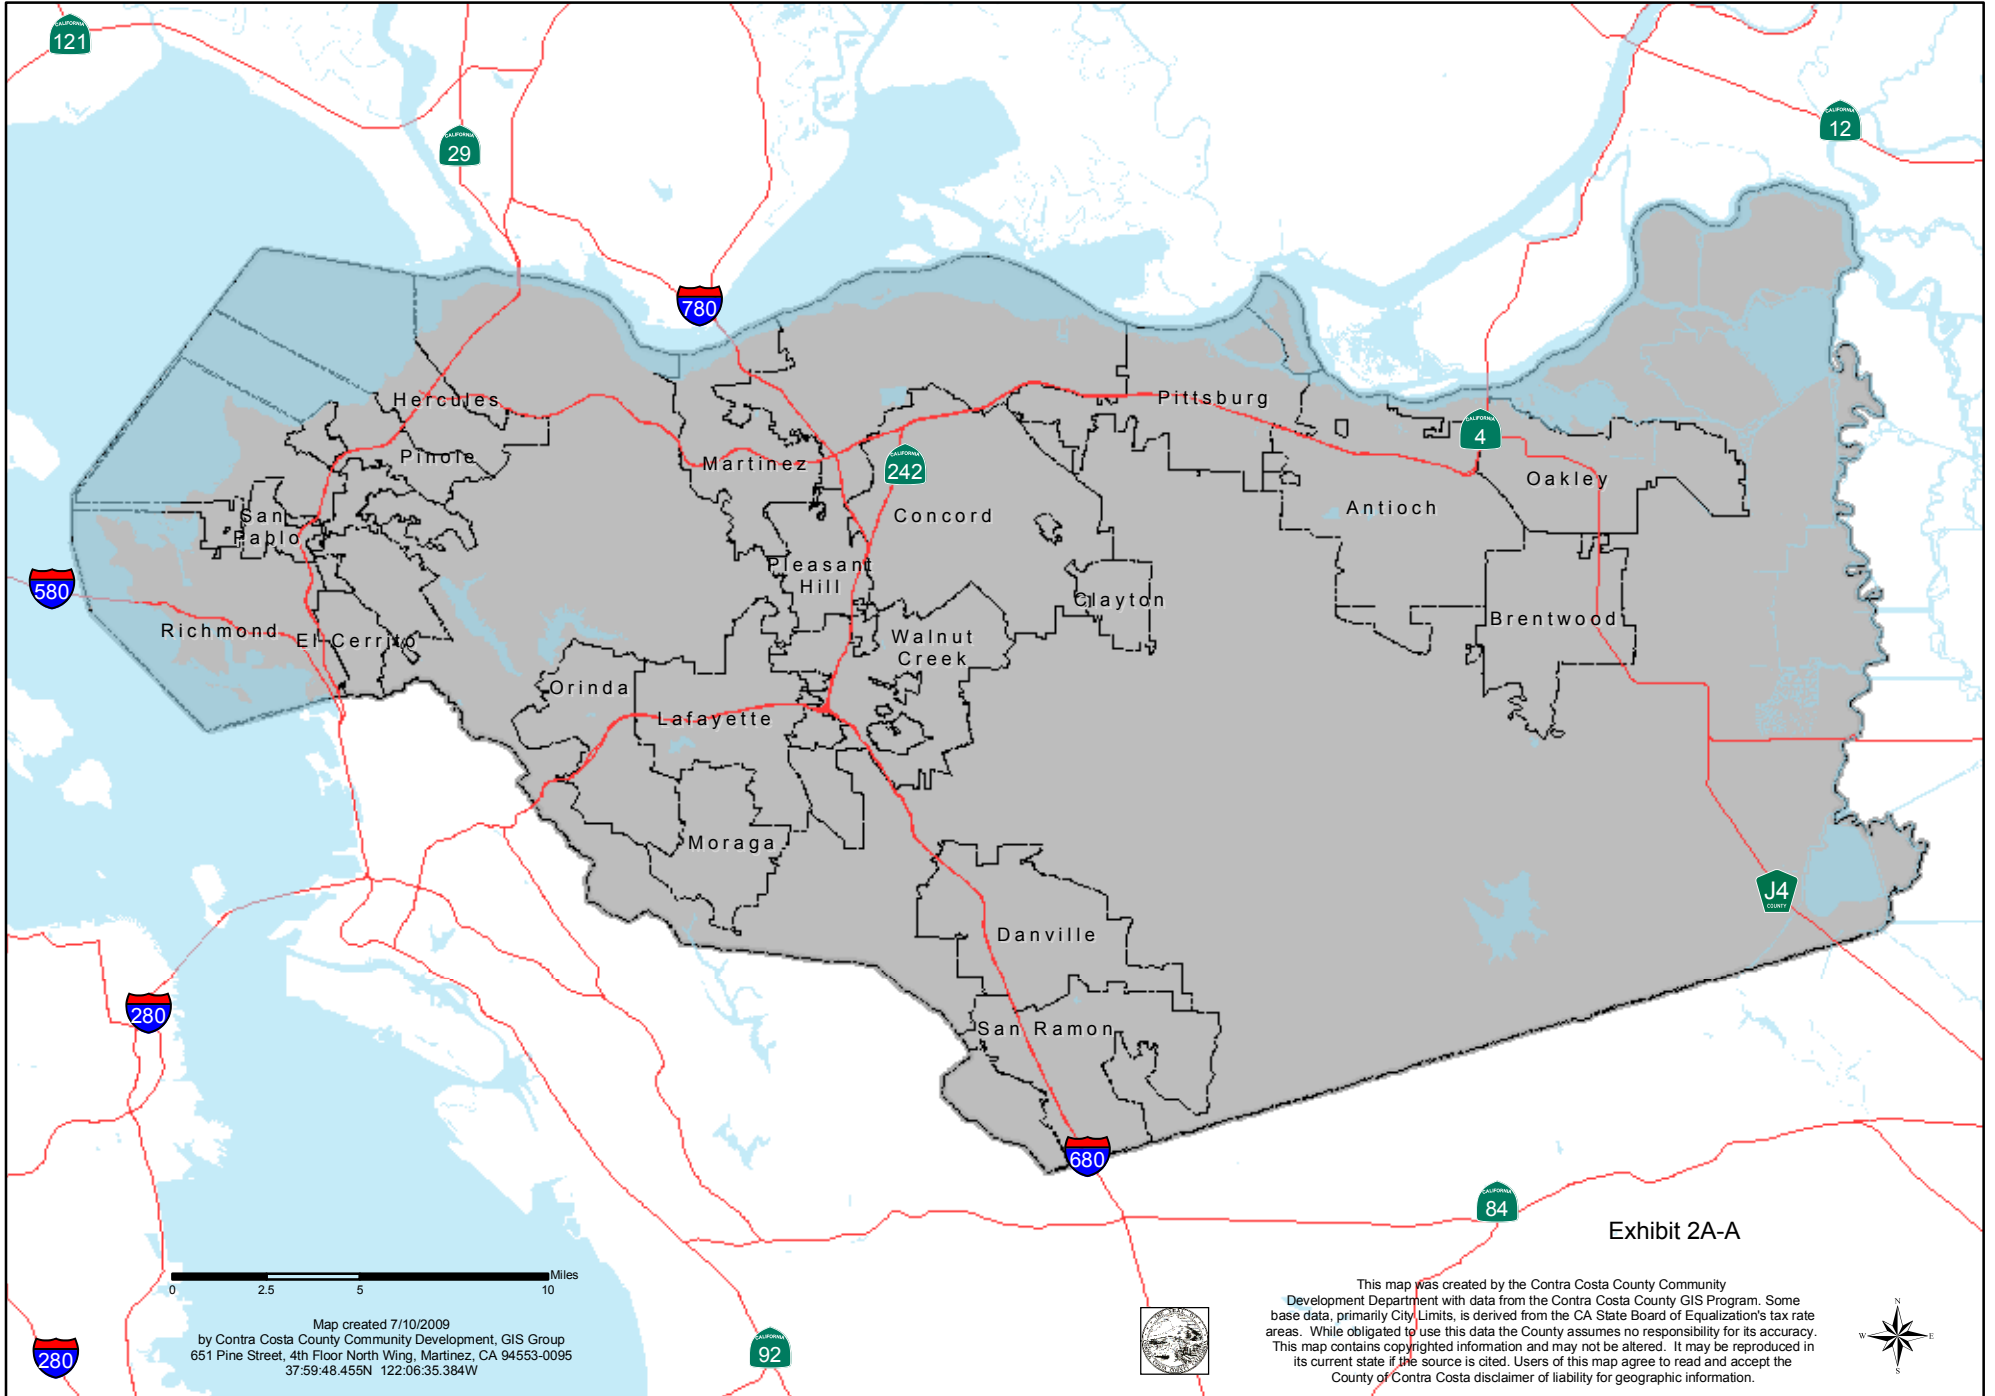 CALIFORNIA
121
CALIFORNIA
29
CALIFORNIA
12
780
Hercules
Pittsburg
CALIFORNIA
4
Pinole
Martinez
CALIFORNIA
242
Oakley
San
Pablo
Concord
Antioch
Pleasant
Hill
580
Clayton
Richmond
El Cerrito
Walnut
Creek
Brentwood
Orinda
Lafayette
Moraga
J4
COUNTY
Danville
280
San Ramon
680
CALIFORNIA
84
Exhibit 2A-A
Miles
0 2.5 5 10
Map created 7/10/2009
by Contra Costa County Community Development, GIS Group
651 Pine Street, 4th Floor North Wing, Martinez, CA 94553-0095
37:59:48.455N 122:06:35.384W
280
CALIFORNIA
92
This map was created by the Contra Costa County Community
Development Department with data from the Contra Costa County GIS Program. Some
base data, primarily City Limits, is derived from the CA State Board of Equalization's tax rate
areas. While obligated to use this data the County assumes no responsibility for its accuracy.
This map contains copyrighted information and may not be altered. It may be reproduced in
its current state if the source is cited. Users of this map agree to read and accept the
County of Contra Costa disclaimer of liability for geographic information.
N
W E
S